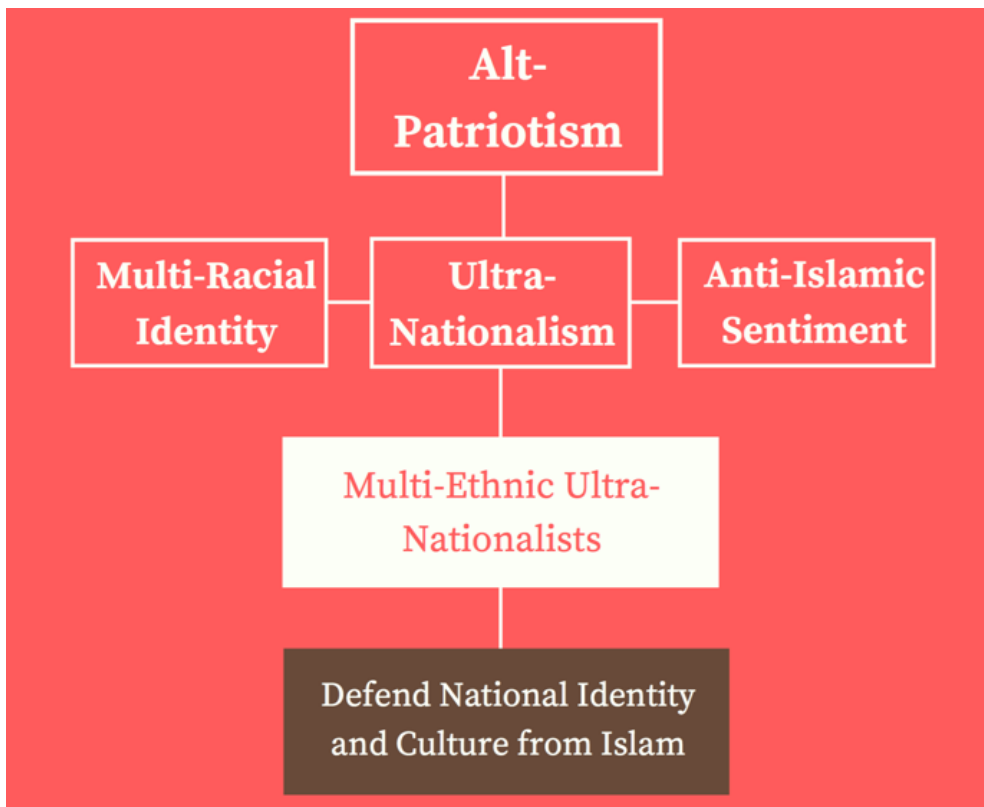 Alt-
Patriotism
Multi-Racial
Identity
Ultra-
Nationalism
Anti-Islamic
Sentiment
Multi-Ethnic Ultra-
Nationalists
Defend National Identity
and Culture from Islam